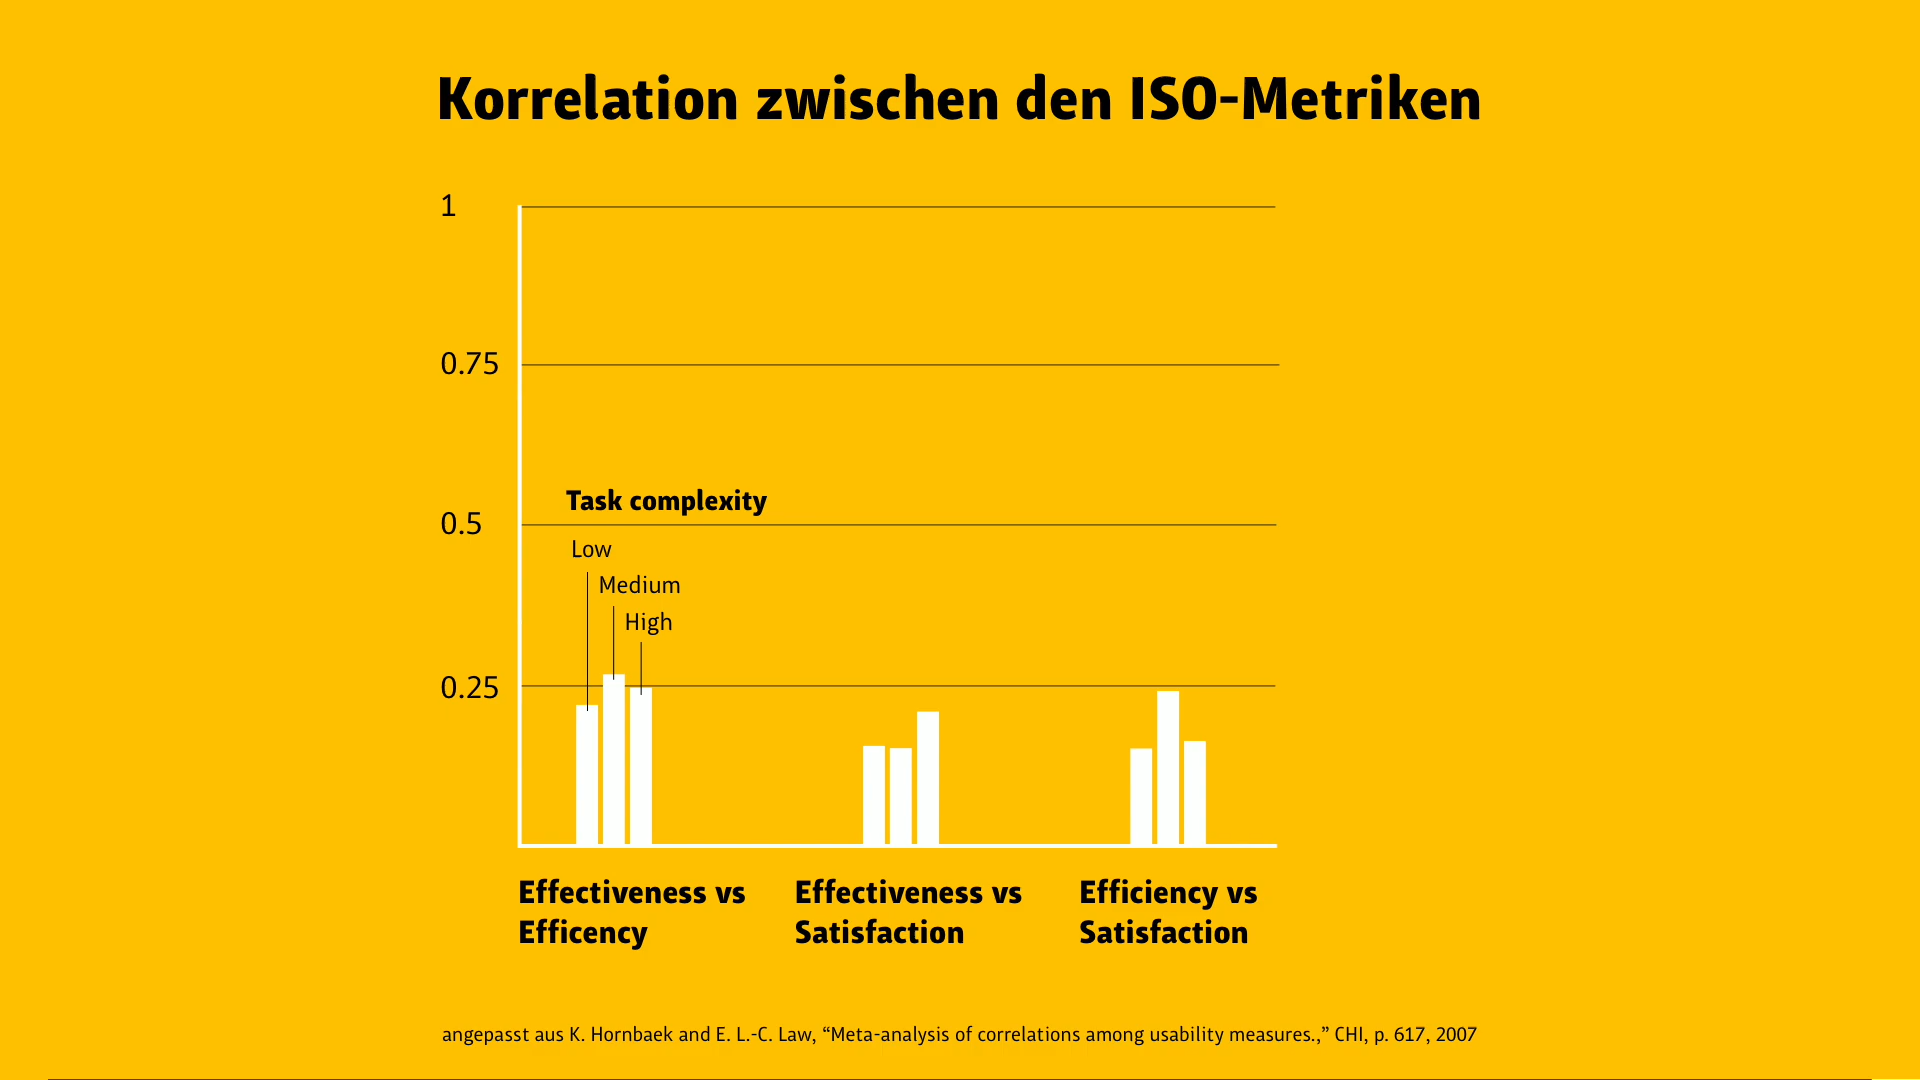 Korrelation zwischen den ISO-Metriken
1
0.75
Task complexity
0.5
Low
Medium
High
0.25
Effectiveness vs
Efficency
Effectiveness vs
Satisfaction
Efficiency vs
Satisfaction
angepasst aus K. Hornbaek and E. L.-C. Law, “Meta-analysis of correlations among usability measures.,” CHI, p. 617, 2007